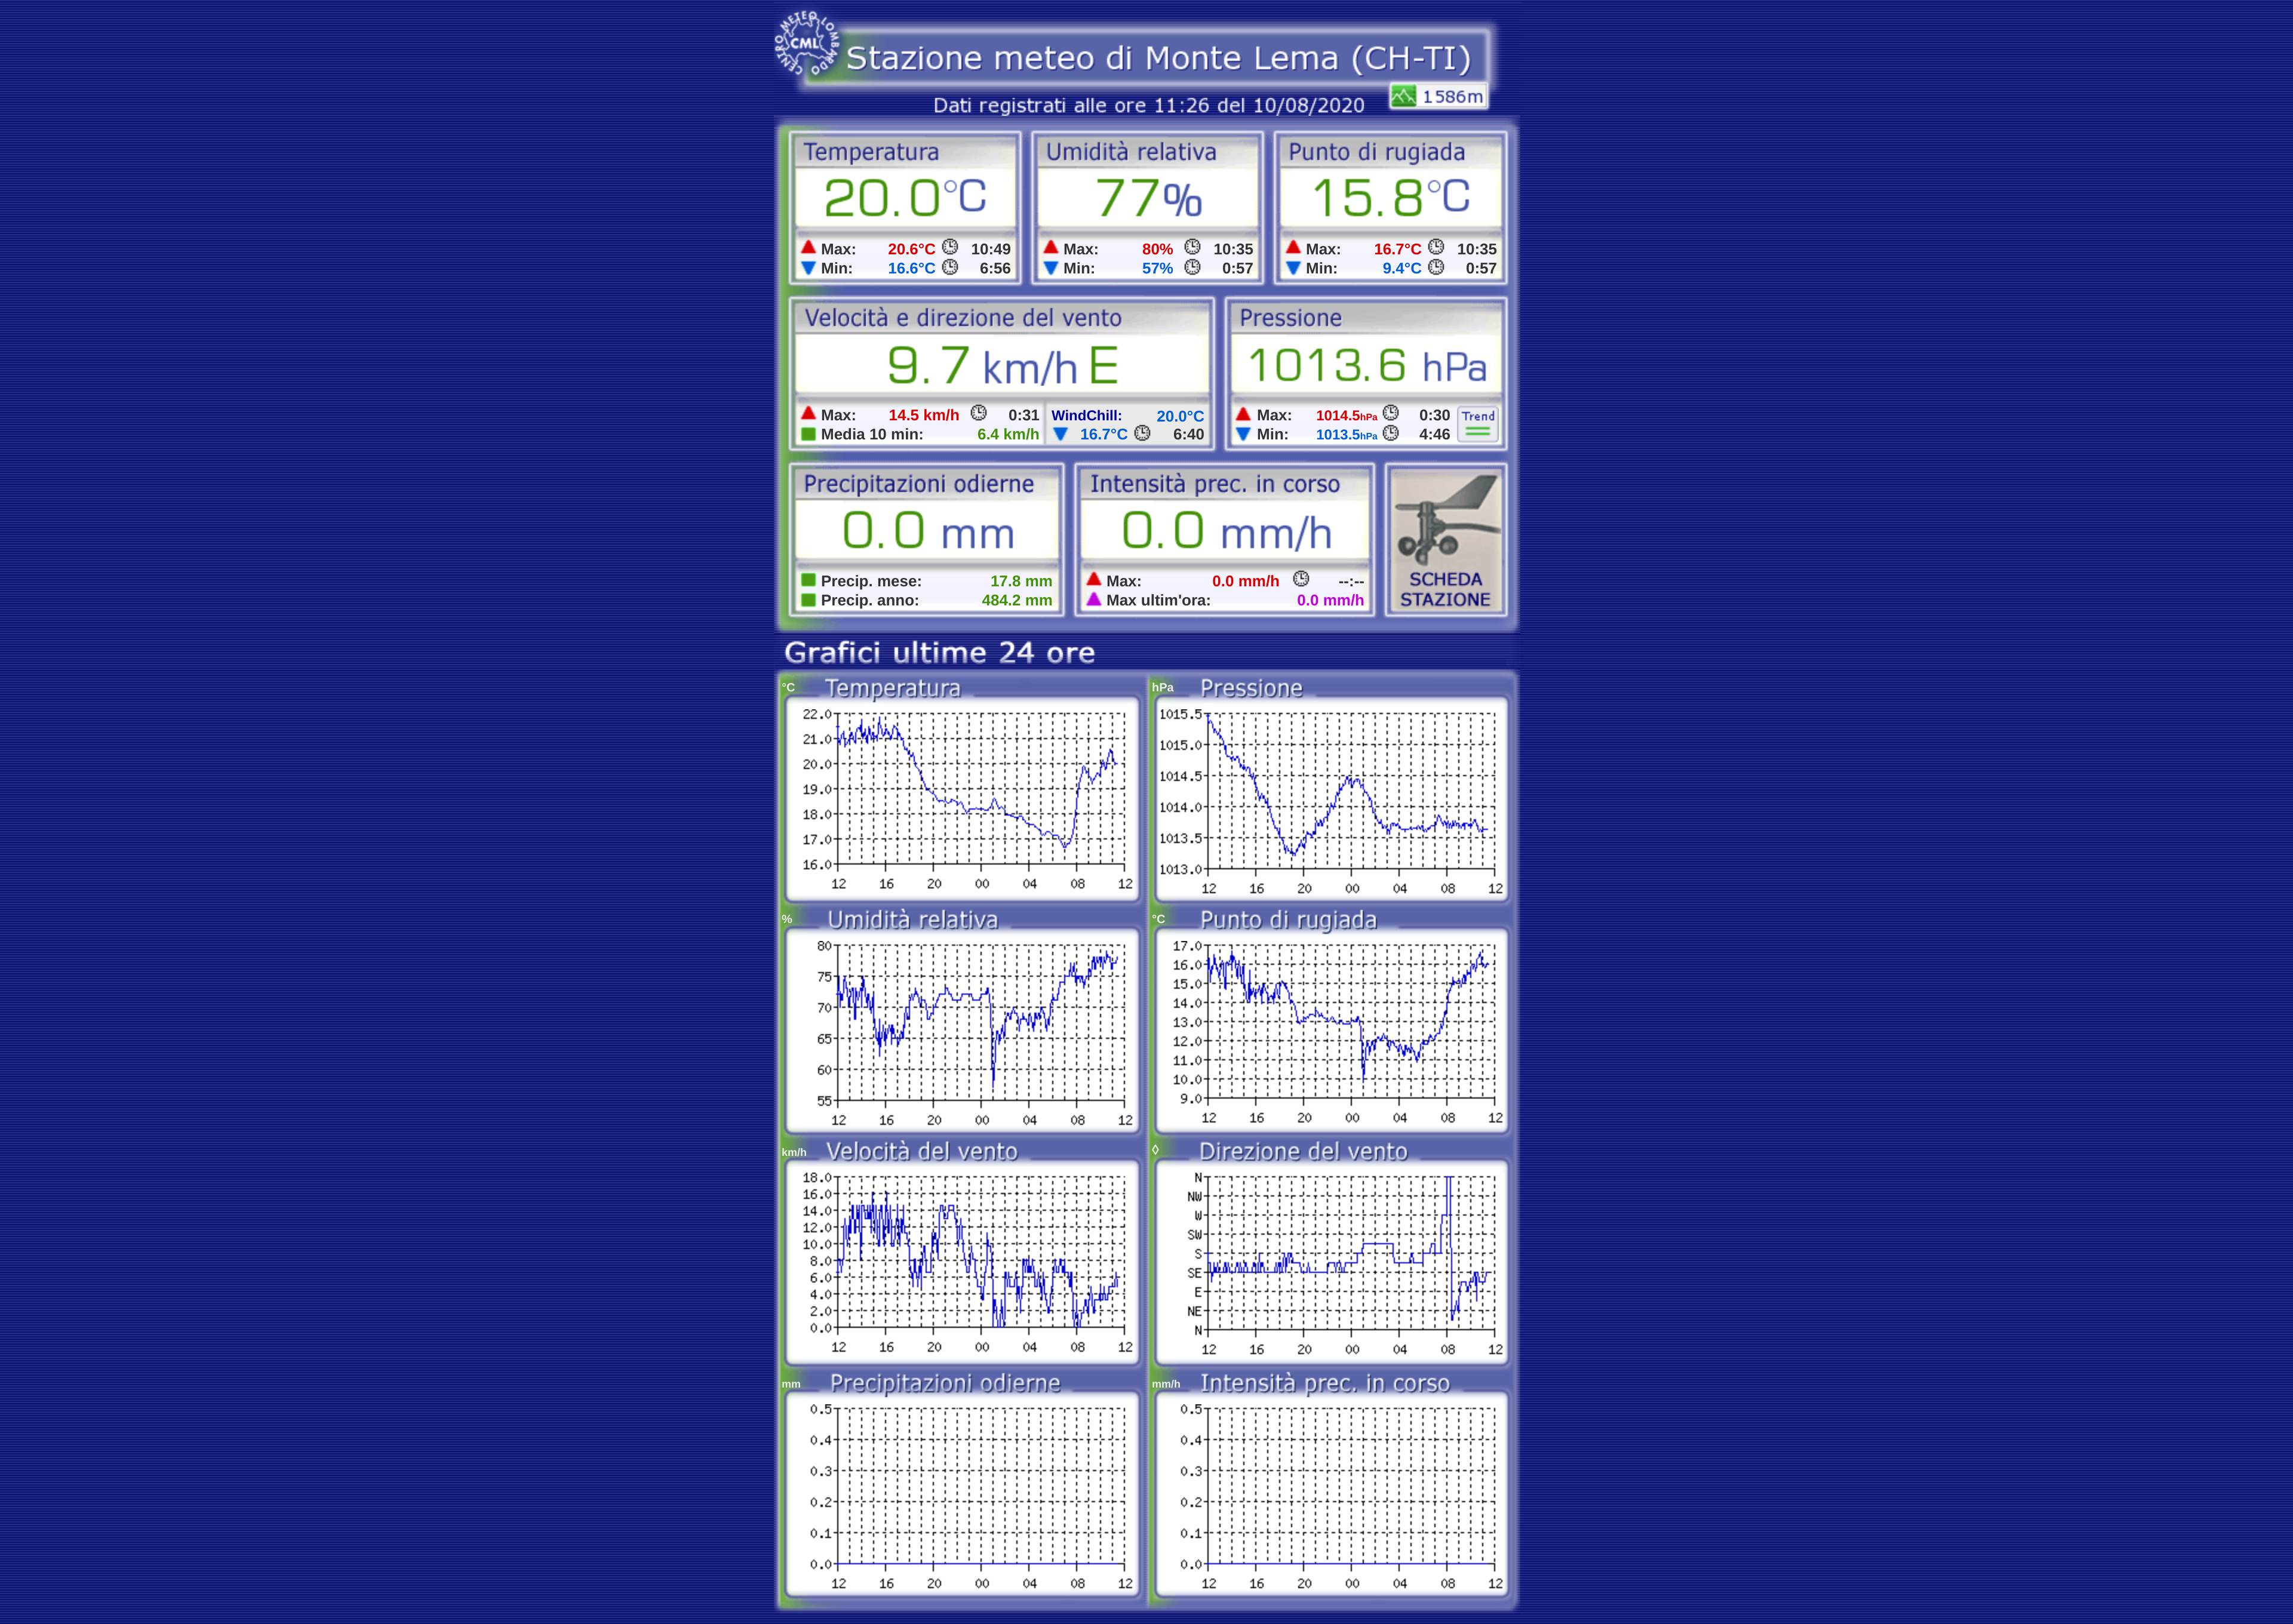 CENTRO METEO LOMBARDO
CML
Stazione meteo di Monte Lema (CH-TI)
Dati registrati alle ore 11:26 del 10/08/2020
1586m
Temperatura
20.0°C
Max: 20.6°C 10:49
Min: 16.6°C 6:56
Umidità relativa
77%
Max: 80% 10:35
Min: 57% 0:57
Punto di rugiada
15.8°C
Max: 16.7°C 10:35
Min: 9.4°C 0:57
Velocità e direzione del vento
9.7 km/h E
Max: 14.5 km/h 0:31
Media 10 min: 6.4 km/h
WindChill: 20.0°C
16.7°C 6:40
Pressione
1013.6 hPa
Max: 1014.5hPa 0:30
Min: 1013.5hPa 4:46
Trend
Precipitazioni odierne
0.0 mm
Precip. mese: 17.8 mm
Precip. anno: 484.2 mm
Intensità prec. in corso
0.0 mm/h
Max: 0.0 mm/h --:--
Max ultim'ora: 0.0 mm/h
SCHEDA
STAZIONE
Grafici ultime 24 ore
°C Temperatura
22.0
21.0
20.0
19.0
18.0
17.0
16.0
12 16 20 00 04 08 12
hPa Pressione
1015.5
1015.0
1014.5
1014.0
1013.5
1013.0
12 16 20 00 04 08 12
% Umidità relativa
80
75
70
65
60
55
12 16 20 00 04 08 12
°C Punto di rugiada
17.0
16.0
15.0
14.0
13.0
12.0
11.0
10.0
9.0
12 16 20 00 04 08 12
km/h Velocità del vento
18.0
16.0
14.0
12.0
10.0
8.0
6.0
4.0
2.0
0.0
12 16 20 00 04 08 12
◊ Direzione del vento
N
NW
W
SW
S
SE
E
NE
N
12 16 20 00 04 08 12
mm Precipitazioni odierne
0.5
0.4
0.3
0.2
0.1
0.0
12 16 20 00 04 08 12
mm/h Intensità prec. in corso
0.5
0.4
0.3
0.2
0.1
0.0
12 16 20 00 04 08 12